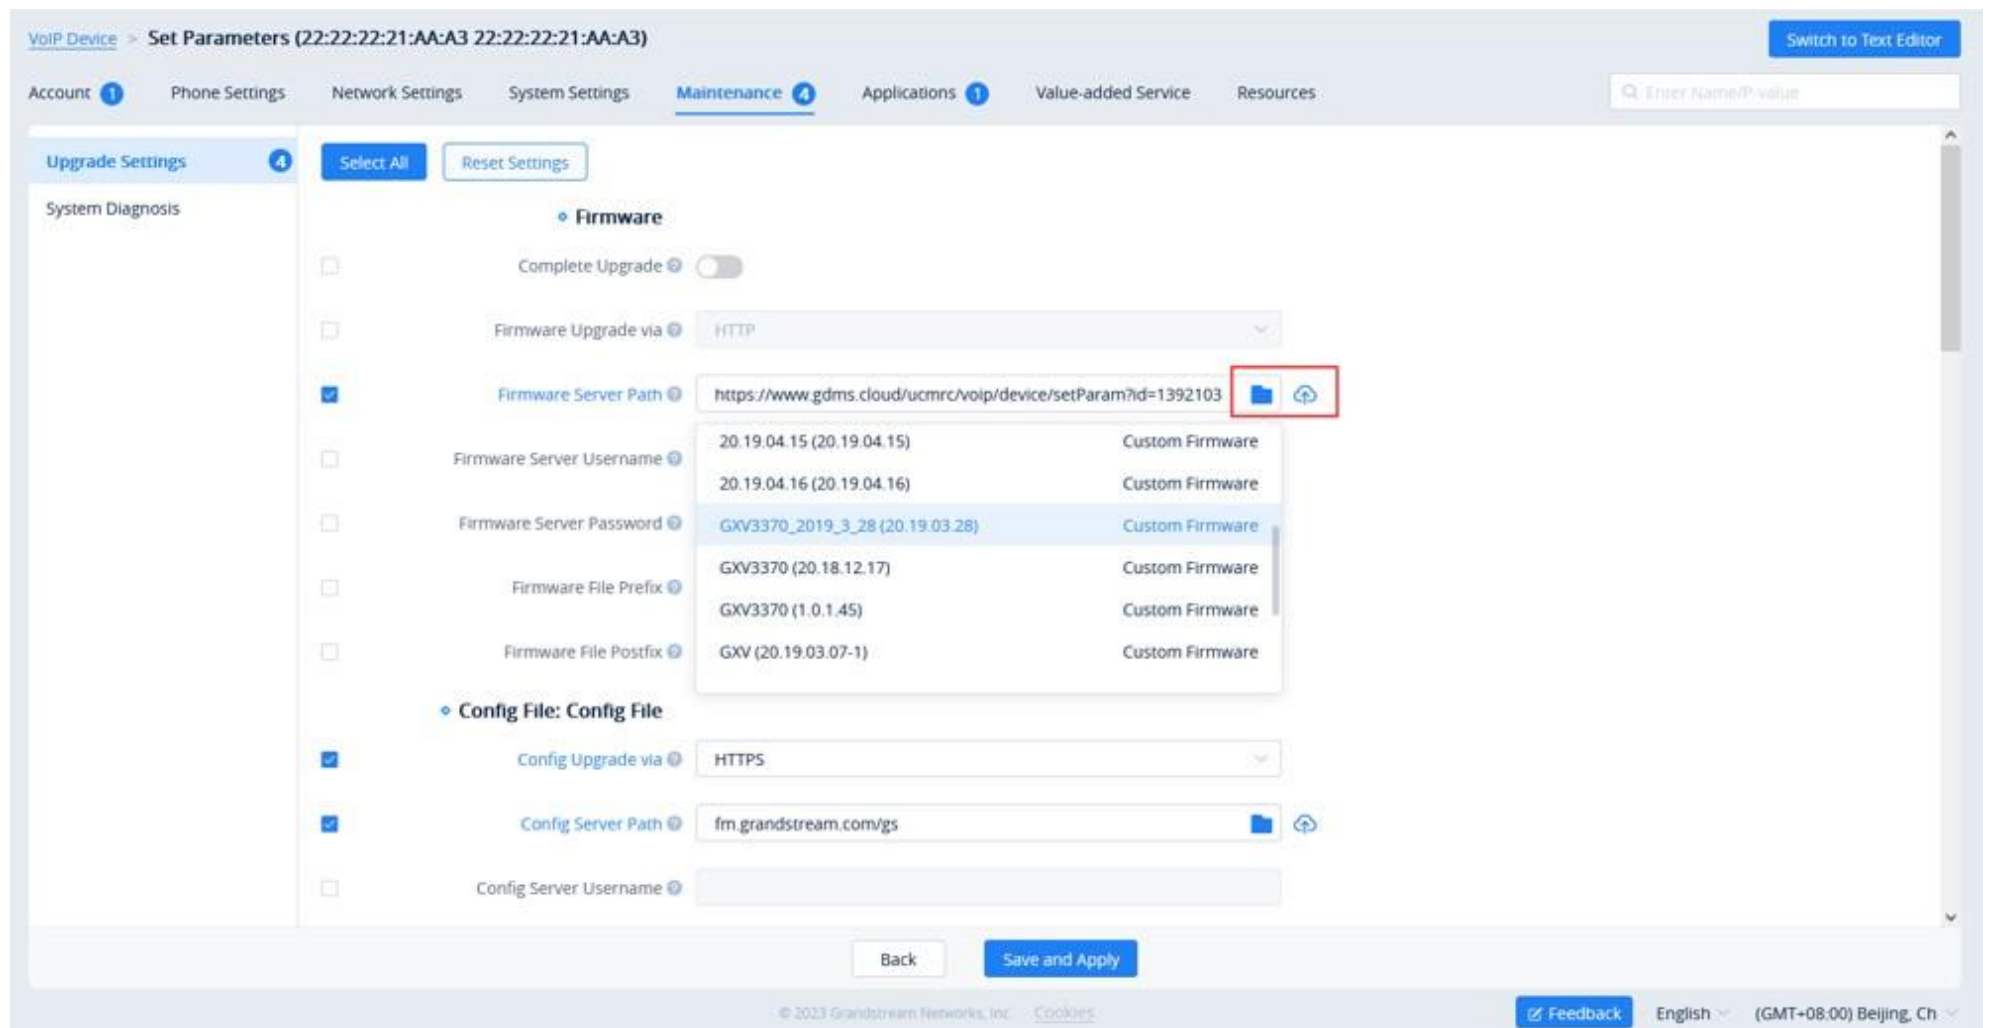 VoIP Device > Set Parameters (22:22:22:21:AA:A3 22:22:22:21:AA:A3)
Switch to Text Editor
Account 1 Phone Settings Network Settings System Settings Maintenance 4 Applications 1 Value-added Service Resources
Enter Name/P-value
Upgrade Settings 4
System Diagnosis
Select All Reset Settings
Firmware
Complete Upgrade
Firmware Upgrade via HTTP
Firmware Server Path https://www.gdms.cloud/ucmrc/voip/device/setParam?id=1392103
20.19.04.15 (20.19.04.15) Custom Firmware
Firmware Server Username
20.19.04.16 (20.19.04.16) Custom Firmware
Firmware Server Password GXV3370_2019_3_28 (20.19.03.28) Custom Firmware
GXV3370 (20.18.12.17) Custom Firmware
Firmware File Prefix
GXV3370 (1.0.1.45) Custom Firmware
Firmware File Postfix GXV (20.19.03.07-1) Custom Firmware
Config File: Config File
Config Upgrade via HTTPS
Config Server Path fm.grandstream.com/gs
Config Server Username
Back Save and Apply
© 2023 Grandstream Networks, Inc. Cookies
Feedback English (GMT+08:00) Beijing, Ch